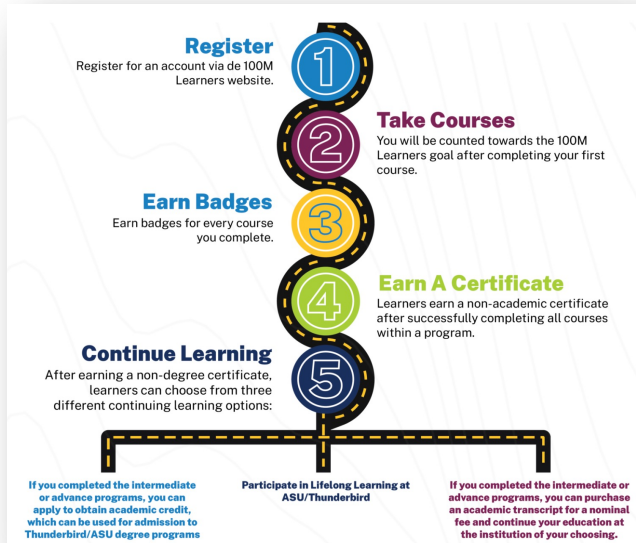 1
Register
Register for an account via de 100M
Learners website.
2
Take Courses
You will be counted towards the 100M
Learners goal after completing your first
course.
3
Earn Badges
Earn badges for every course
you complete.
4
Earn A Certificate
Learners earn a non-academic certificate
after successfully completing all courses
within a program.
5
Continue Learning
After earning a non-degree certificate,
learners can choose from three
different continuing learning options:
If you completed the intermediate
or advance programs, you can
apply to obtain academic credit,
which can be used for admission to
Thunderbird/ASU degree programs
Participate in Lifelong Learning at
ASU/Thunderbird
If you completed the intermediate or
advance programs, you can purchase
an academic transcript for a nominal
fee and continue your education at
the institution of your choosing.